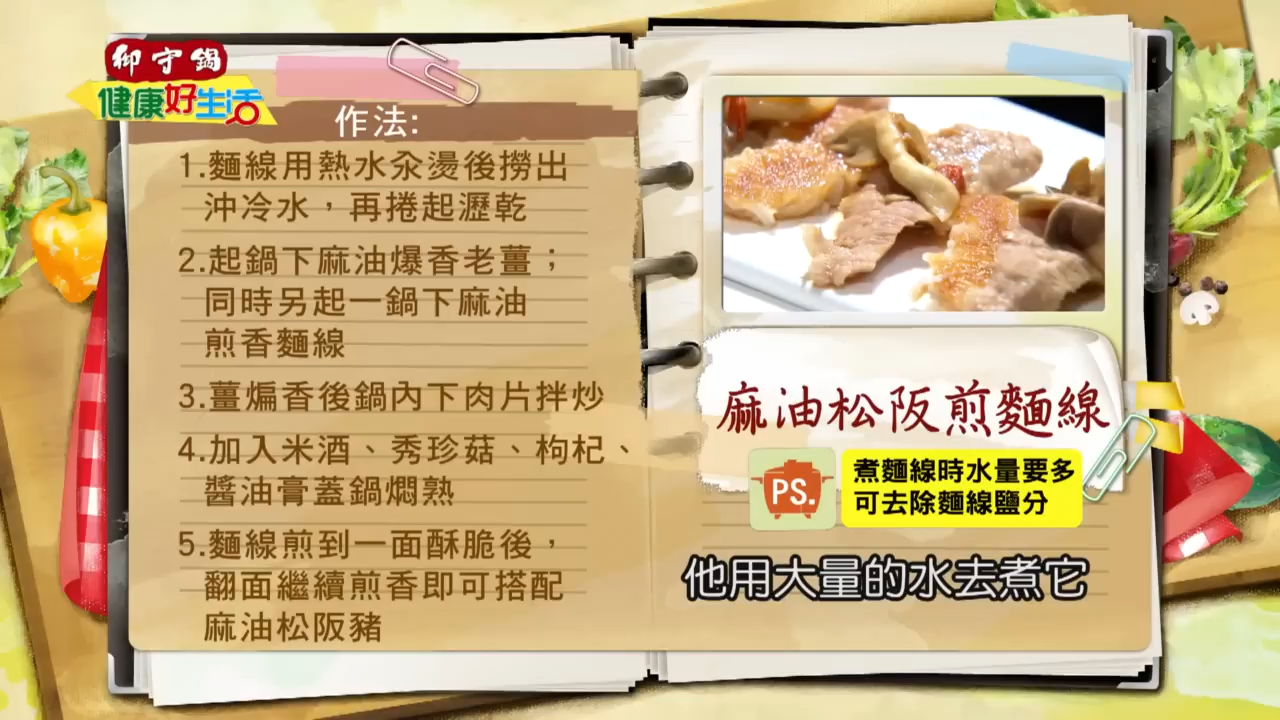 御守鍋
健康好生活
作法:
1.麵線用熱水汆燙後撈出
沖冷水，再捲起瀝乾
2.起鍋下麻油爆香老薑；
同時另起一鍋下麻油
煎香麵線
3.薑煸香後鍋內下肉片拌炒
4.加入米酒、秀珍菇、枸杞、
醬油膏蓋鍋燜熟
5.麵線煎到一面酥脆後，
翻面繼續煎香即可搭配
麻油松阪豬
麻油松阪煎麵線
PS.
煮麵線時水量要多
可去除麵線鹽分
他用大量的水去煮它